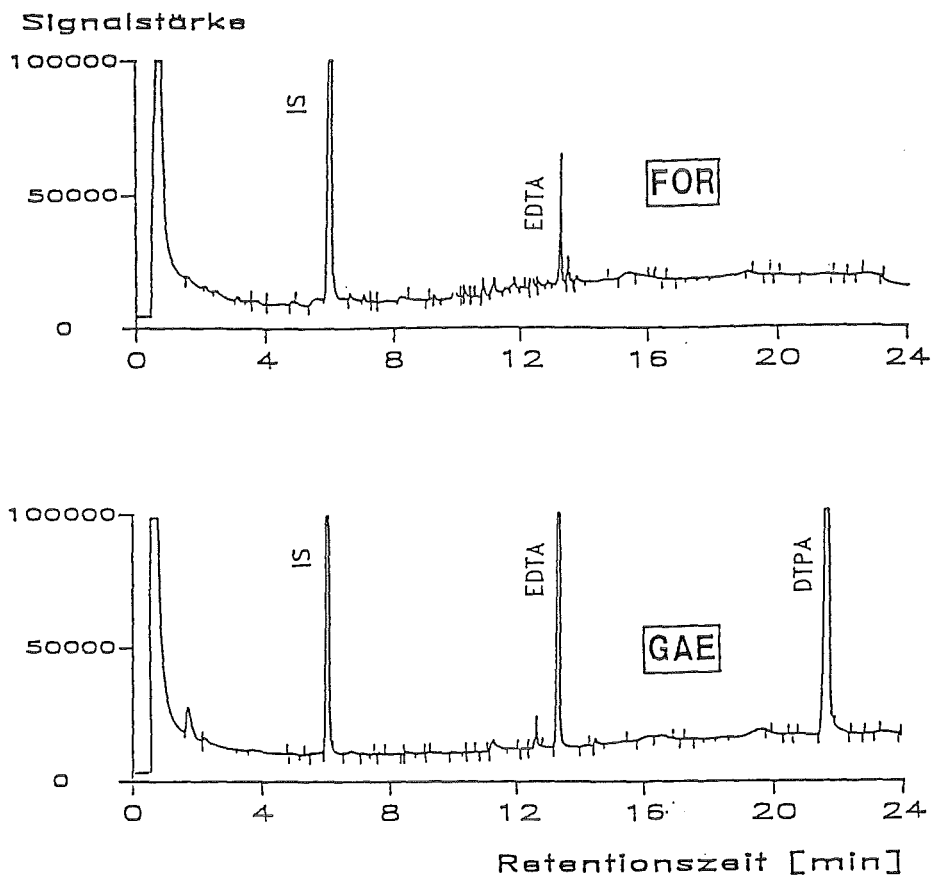 Signalstärke
100000
IS
50000
EDTA
FOR
0
0 4 8 12 16 20 24
100000
IS
EDTA
DTPA
50000
GAE
0
0 4 8 12 16 20 24
Retentionszeit [min]